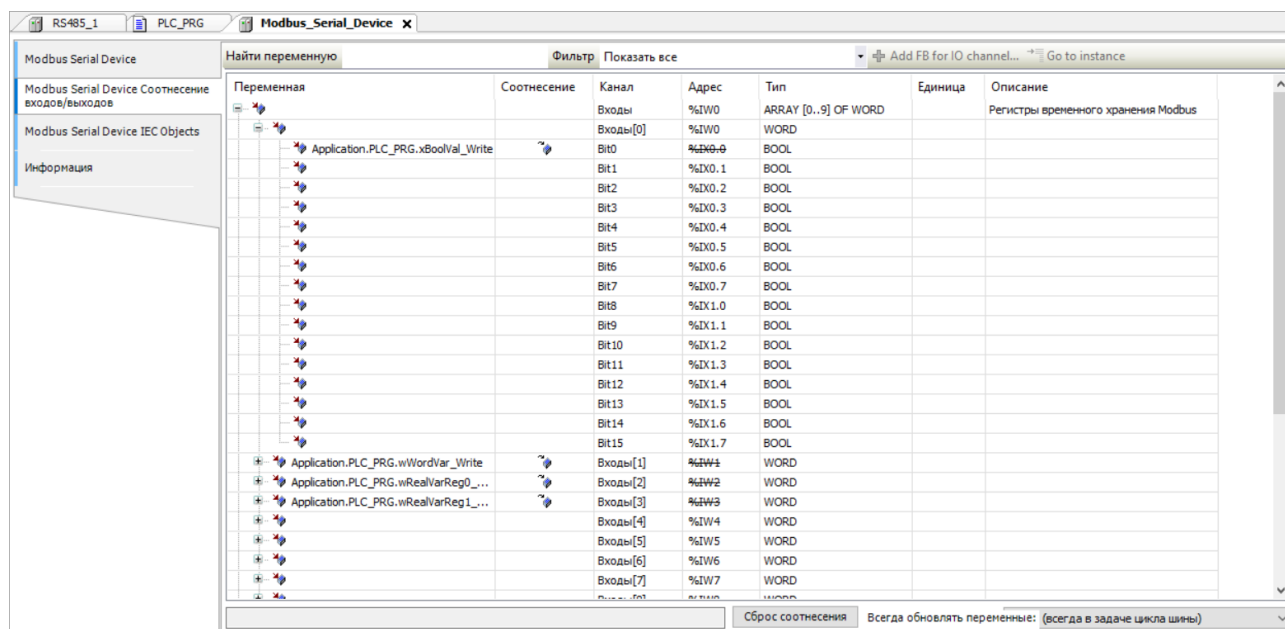 RS485_1 PLC_PRG Modbus_Serial_Device X
Modbus Serial Device
Modbus Serial Device Соотнесение входов/выходов
Modbus Serial Device IEC Objects
Информация
Найти переменную Фильтр Показать все Add FB for IO channel... Go to instance
Переменная Соотнесение Канал Адрес Тип Единица Описание
Входы %IW0 ARRAY [0..9] OF WORD Регистры временного хранения Modbus
Входы[0] %IW0 WORD
Application.PLC_PRG.xBoolVal_Write Bit0 %IX0.0 BOOL
Bit1 %IX0.1 BOOL
Bit2 %IX0.2 BOOL
Bit3 %IX0.3 BOOL
Bit4 %IX0.4 BOOL
Bit5 %IX0.5 BOOL
Bit6 %IX0.6 BOOL
Bit7 %IX0.7 BOOL
Bit8 %IX1.0 BOOL
Bit9 %IX1.1 BOOL
Bit10 %IX1.2 BOOL
Bit11 %IX1.3 BOOL
Bit12 %IX1.4 BOOL
Bit13 %IX1.5 BOOL
Bit14 %IX1.6 BOOL
Bit15 %IX1.7 BOOL
Application.PLC_PRG.wWordVar_Write Входы[1] %IW1 WORD
Application.PLC_PRG.wRealVarReg0_... Входы[2] %IW2 WORD
Application.PLC_PRG.wRealVarReg1_... Входы[3] %IW3 WORD
Входы[4] %IW4 WORD
Входы[5] %IW5 WORD
Входы[6] %IW6 WORD
Входы[7] %IW7 WORD
Сброс соотнесения Всегда обновлять переменные: (всегда в задаче цикла шины)